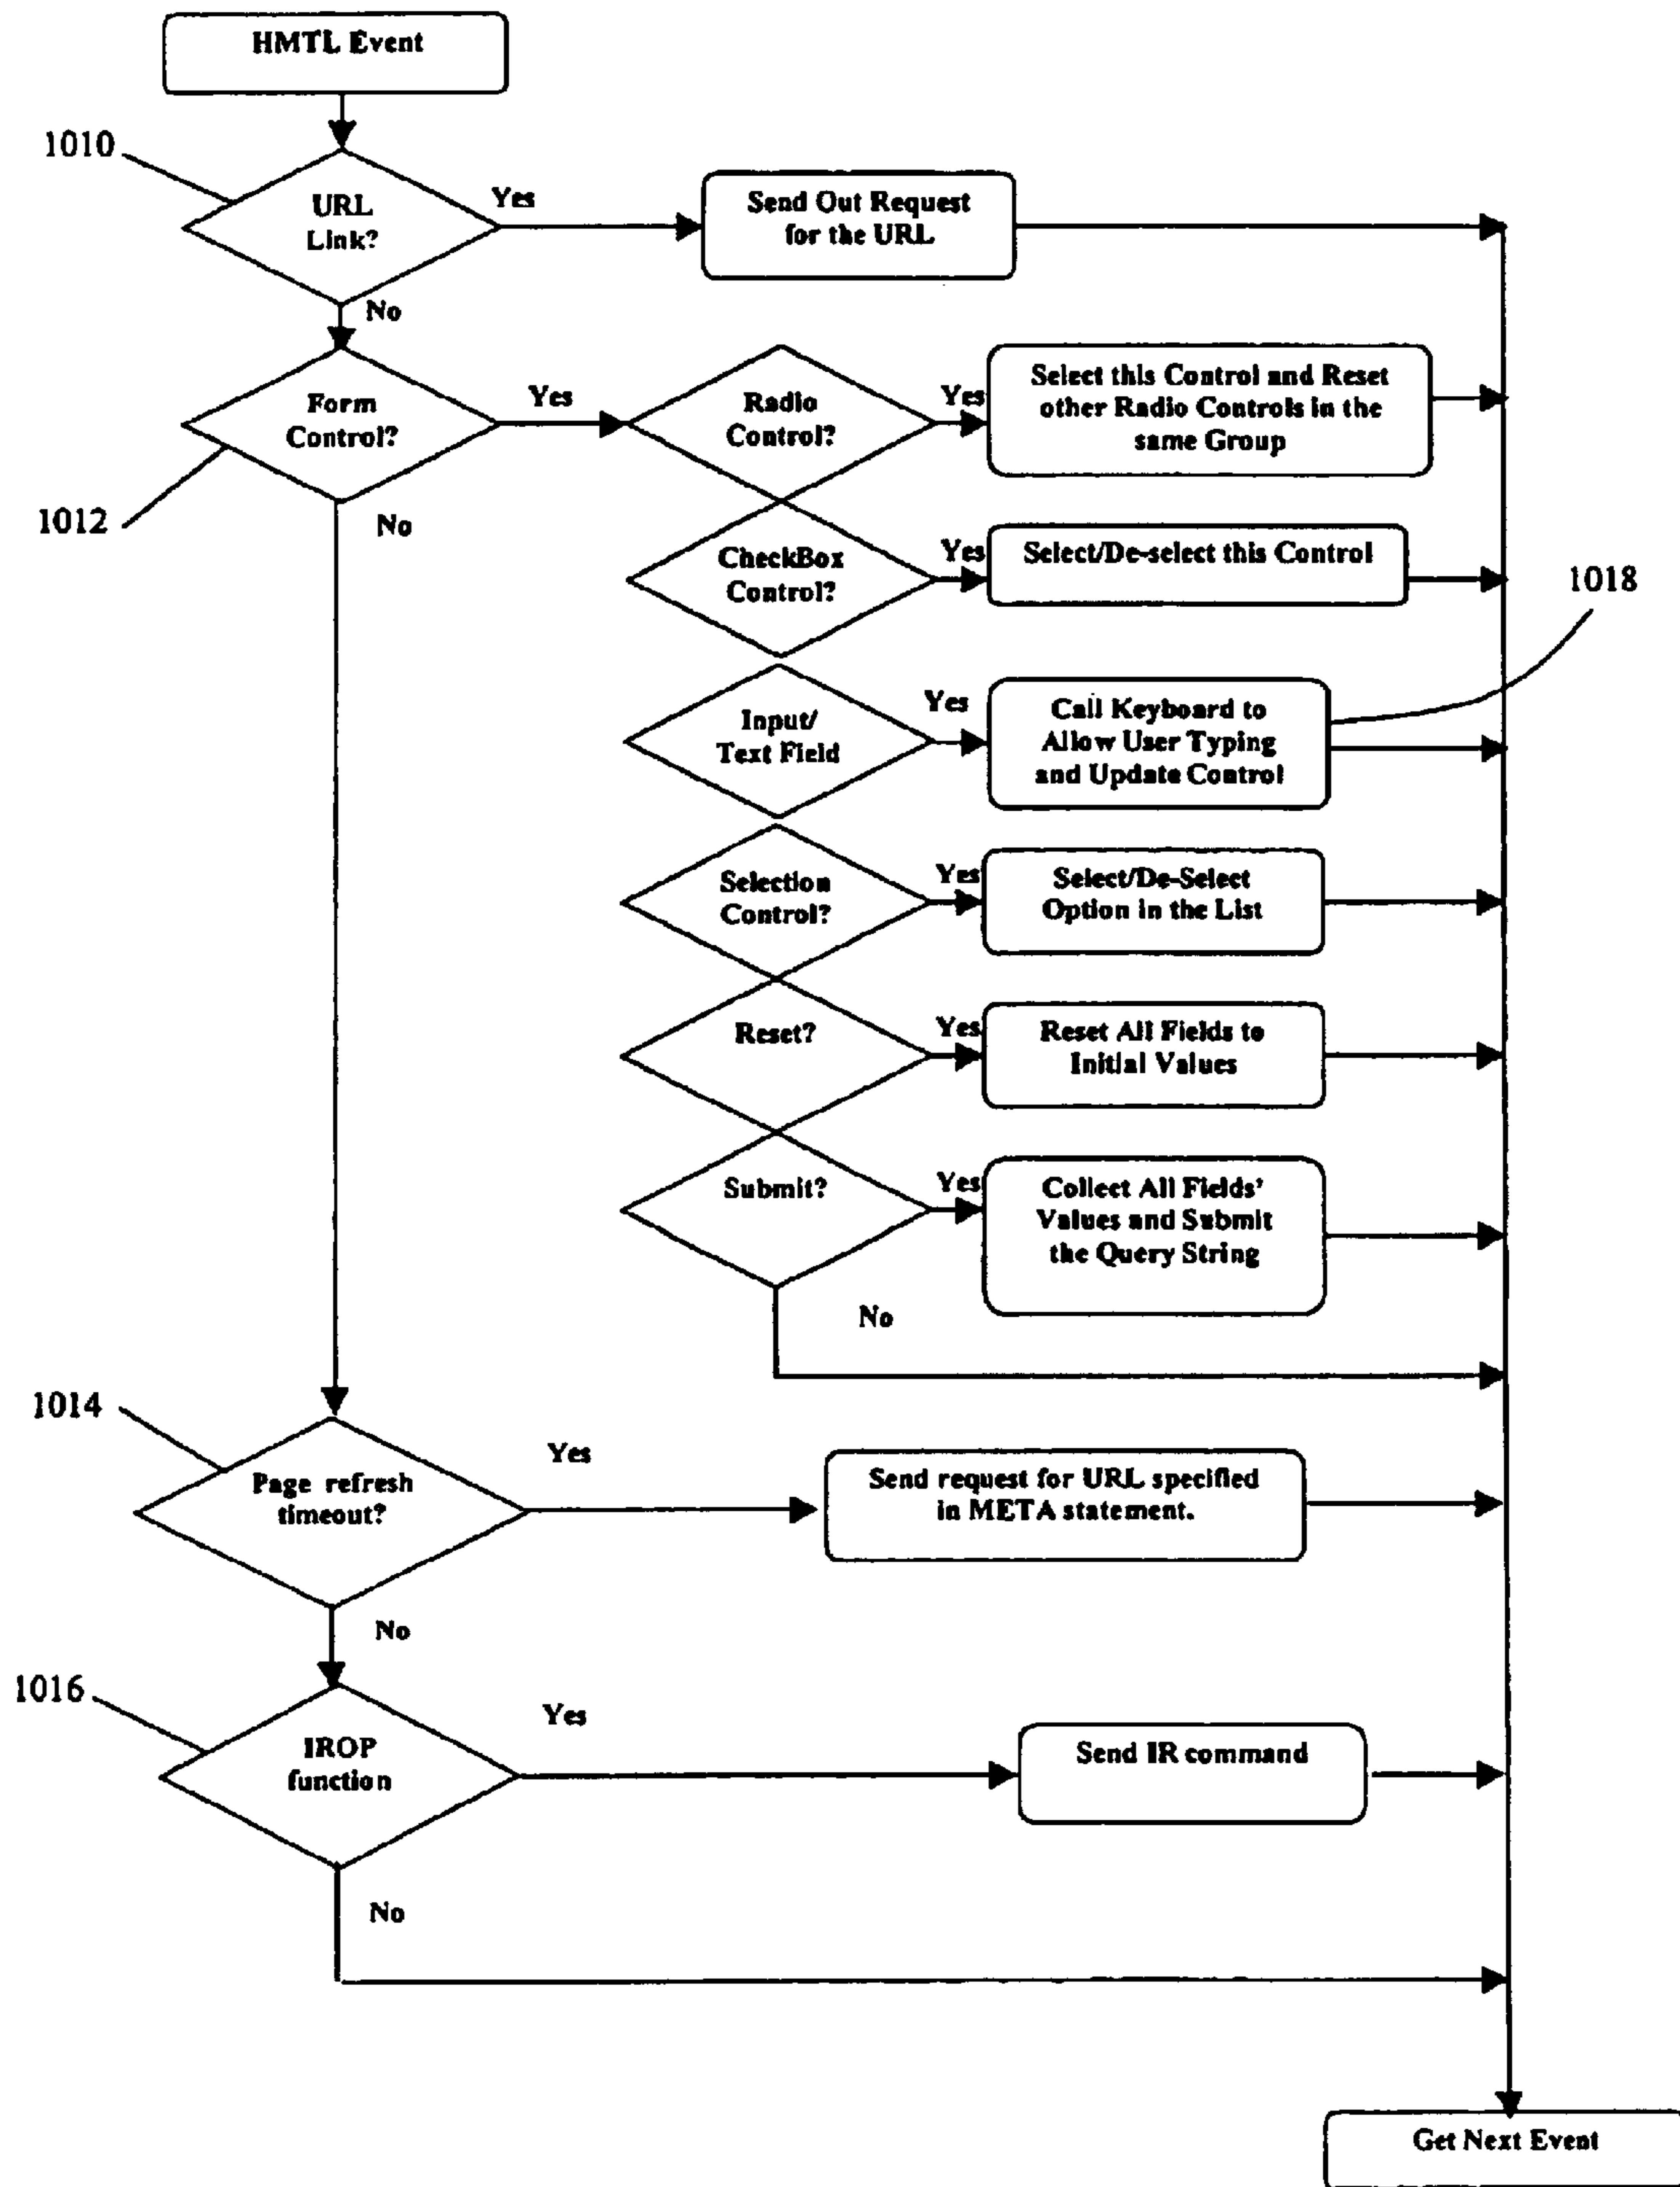 HMTL Event
1010
URL
Link?
Yes
Send Out Request
for the URL
No
Form
Control?
Yes
Radio
Control?
Yes
Select this Control and Reset
other Radio Controls in the
same Group
1012
No
CheckBox
Control?
Yes
Select/De-select this Control
1018
Input/
Text Field
Yes
Call Keyboard to
Allow User Typing
and Update Control
Selection
Control?
Yes
Select/De-Select
Option in the List
Reset?
Yes
Reset All Fields to
Initial Values
Submit?
Yes
Collect All Fields'
Values and Submit
the Query String
No
1014
Page refresh
timeout?
Yes
Send request for URL specified
in META statement.
No
1016
IROP
function
Yes
Send IR command
No
Get Next Event